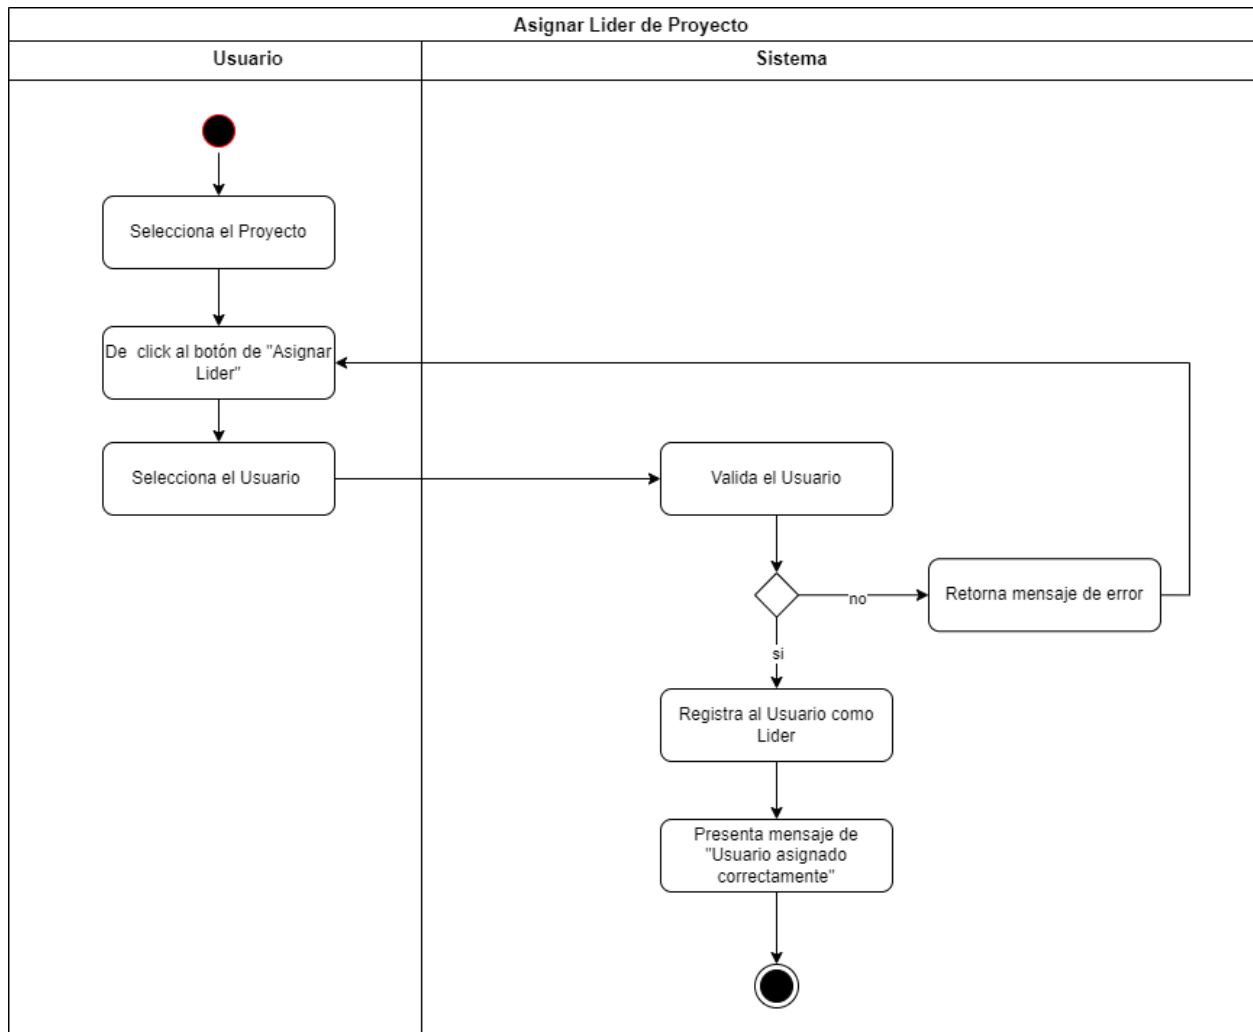 Asignar Lider de Proyecto
Usuario
Sistema
Selecciona el Proyecto
De click al botón de "Asignar
Lider"
Selecciona el Usuario
Valida el Usuario
no
Retorna mensaje de error
si
Registra al Usuario como
Lider
Presenta mensaje de
"Usuario asignado
correctamente"